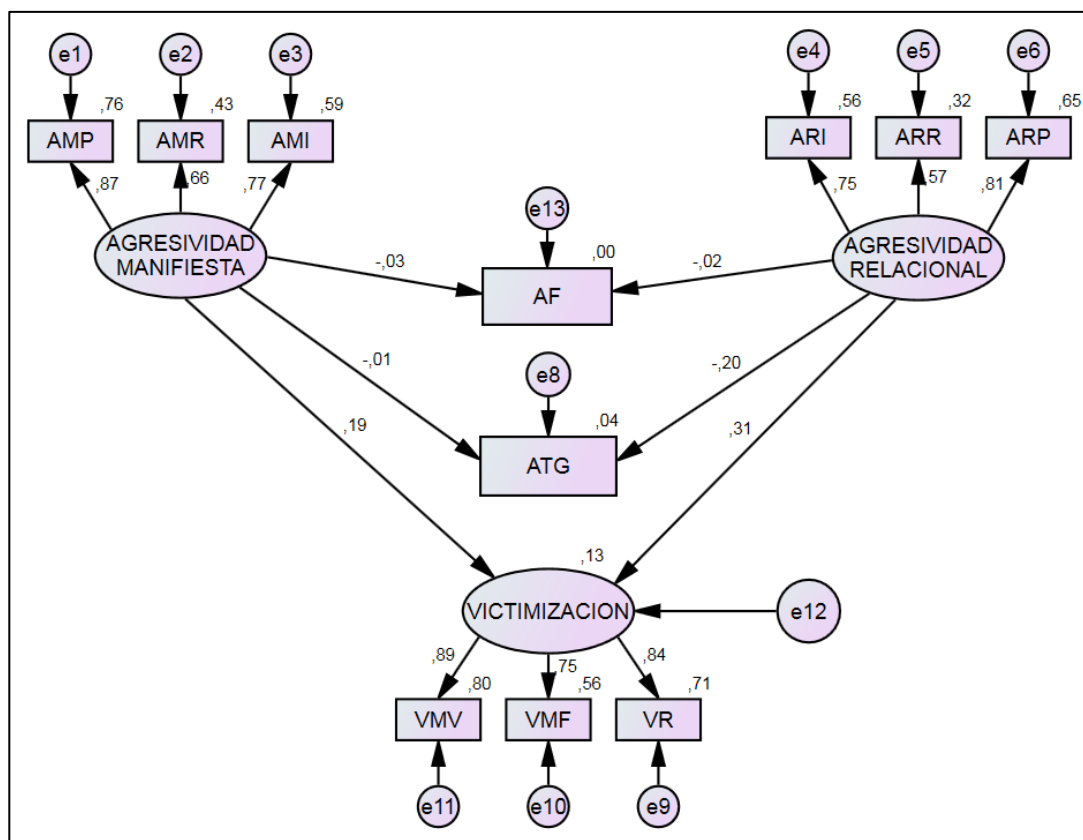 e1
e2
e3
e4
e5
e6
,76
,43
,59
,56
,32
,65
AMP
AMR
AMI
ARI
ARR
ARP
,87
,66
,77
,75
,57
,81
e13
AGRESIVIDAD
MANIFIESTA
AGRESIVIDAD
RELACIONAL
-,03
,00
-,02
AF
-,01
e8
-,20
,19
,04
,31
ATG
,13
VICTIMIZACION
e12
,89
,75
,84
,80
,56
,71
VMV
VMF
VR
e11
e10
e9